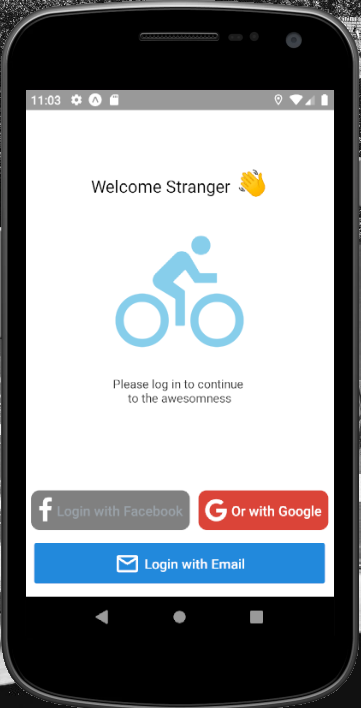 11:03
Welcome Stranger 👋
Please log in to continue
to the awesomness
Login with Facebook
Or with Google
Login with Email